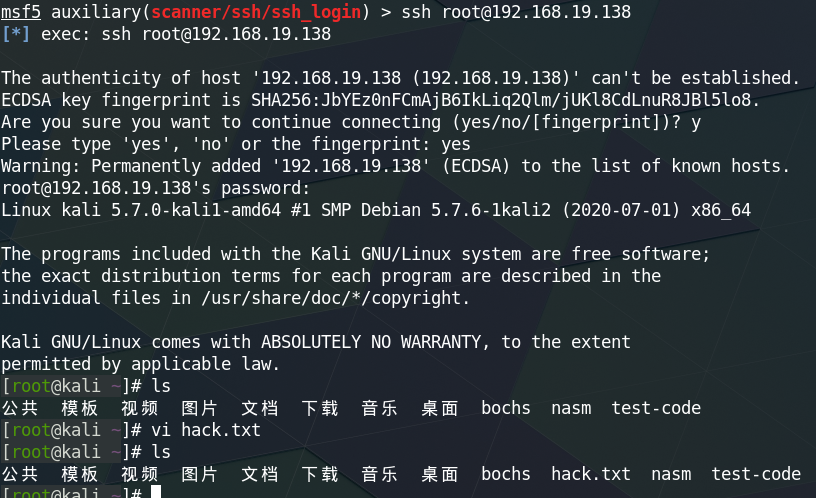 msf5 auxiliary(scanner/ssh/ssh_login) > ssh root@192.168.19.138
[*] exec: ssh root@192.168.19.138
The authenticity of host '192.168.19.138 (192.168.19.138)' can't be established.
ECDSA key fingerprint is SHA256:JbYEz0nFCmAjB6IkLiq2Qlm/jUKl8CdLnuR8JBl5lo8.
Are you sure you want to continue connecting (yes/no/[fingerprint])? y
Please type 'yes', 'no' or the fingerprint: yes
Warning: Permanently added '192.168.19.138' (ECDSA) to the list of known hosts.
root@192.168.19.138's password:
Linux kali 5.7.0-kali1-amd64 #1 SMP Debian 5.7.6-1kali2 (2020-07-01) x86_64
The programs included with the Kali GNU/Linux system are free software;
the exact distribution terms for each program are described in the
individual files in /usr/share/doc/*/copyright.
Kali GNU/Linux comes with ABSOLUTELY NO WARRANTY, to the extent
permitted by applicable law.
[root@kali ~]# ls
公共 模板 视频 图片 文档 下载 音乐 桌面 bochs nasm test-code
[root@kali ~]# vi hack.txt
[root@kali ~]# ls
公共 模板 视频 图片 文档 下载 音乐 桌面 bochs hack.txt nasm test-code
[root@kali ~]#